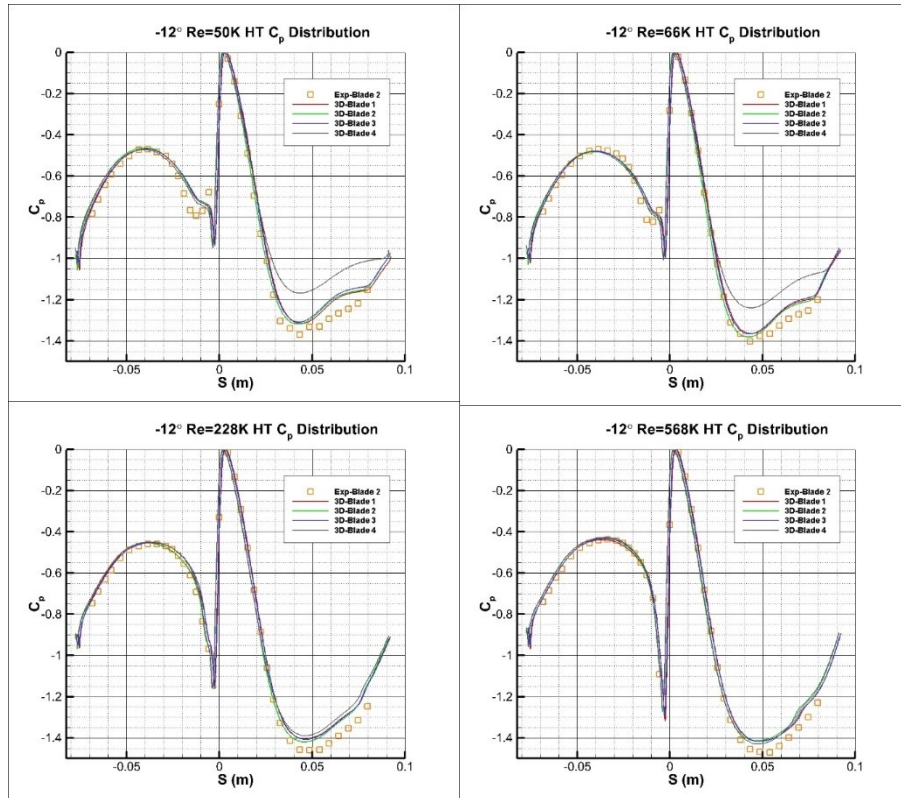 -12° Re=50K HT Cp Distribution
0
-0.2
-0.4
-0.6
-0.8
-1
-1.2
-1.4
Cp
Exp-Blade 2
3D-Blade 1
3D-Blade 2
3D-Blade 3
3D-Blade 4
-0.05
0
0.05
0.1
S (m)
-12° Re=66K HT Cp Distribution
0
-0.2
-0.4
-0.6
-0.8
-1
-1.2
-1.4
Cp
Exp-Blade 2
3D-Blade 1
3D-Blade 2
3D-Blade 3
3D-Blade 4
-0.05
0
0.05
0.1
S (m)
-12° Re=228K HT Cp Distribution
0
-0.2
-0.4
-0.6
-0.8
-1
-1.2
-1.4
Cp
Exp-Blade 2
3D-Blade 1
3D-Blade 2
3D-Blade 3
3D-Blade 4
-0.05
0
0.05
0.1
S (m)
-12° Re=568K HT Cp Distribution
0
-0.2
-0.4
-0.6
-0.8
-1
-1.2
-1.4
Cp
Exp-Blade 2
3D-Blade 1
3D-Blade 2
3D-Blade 3
3D-Blade 4
-0.05
0
0.05
0.1
S (m)